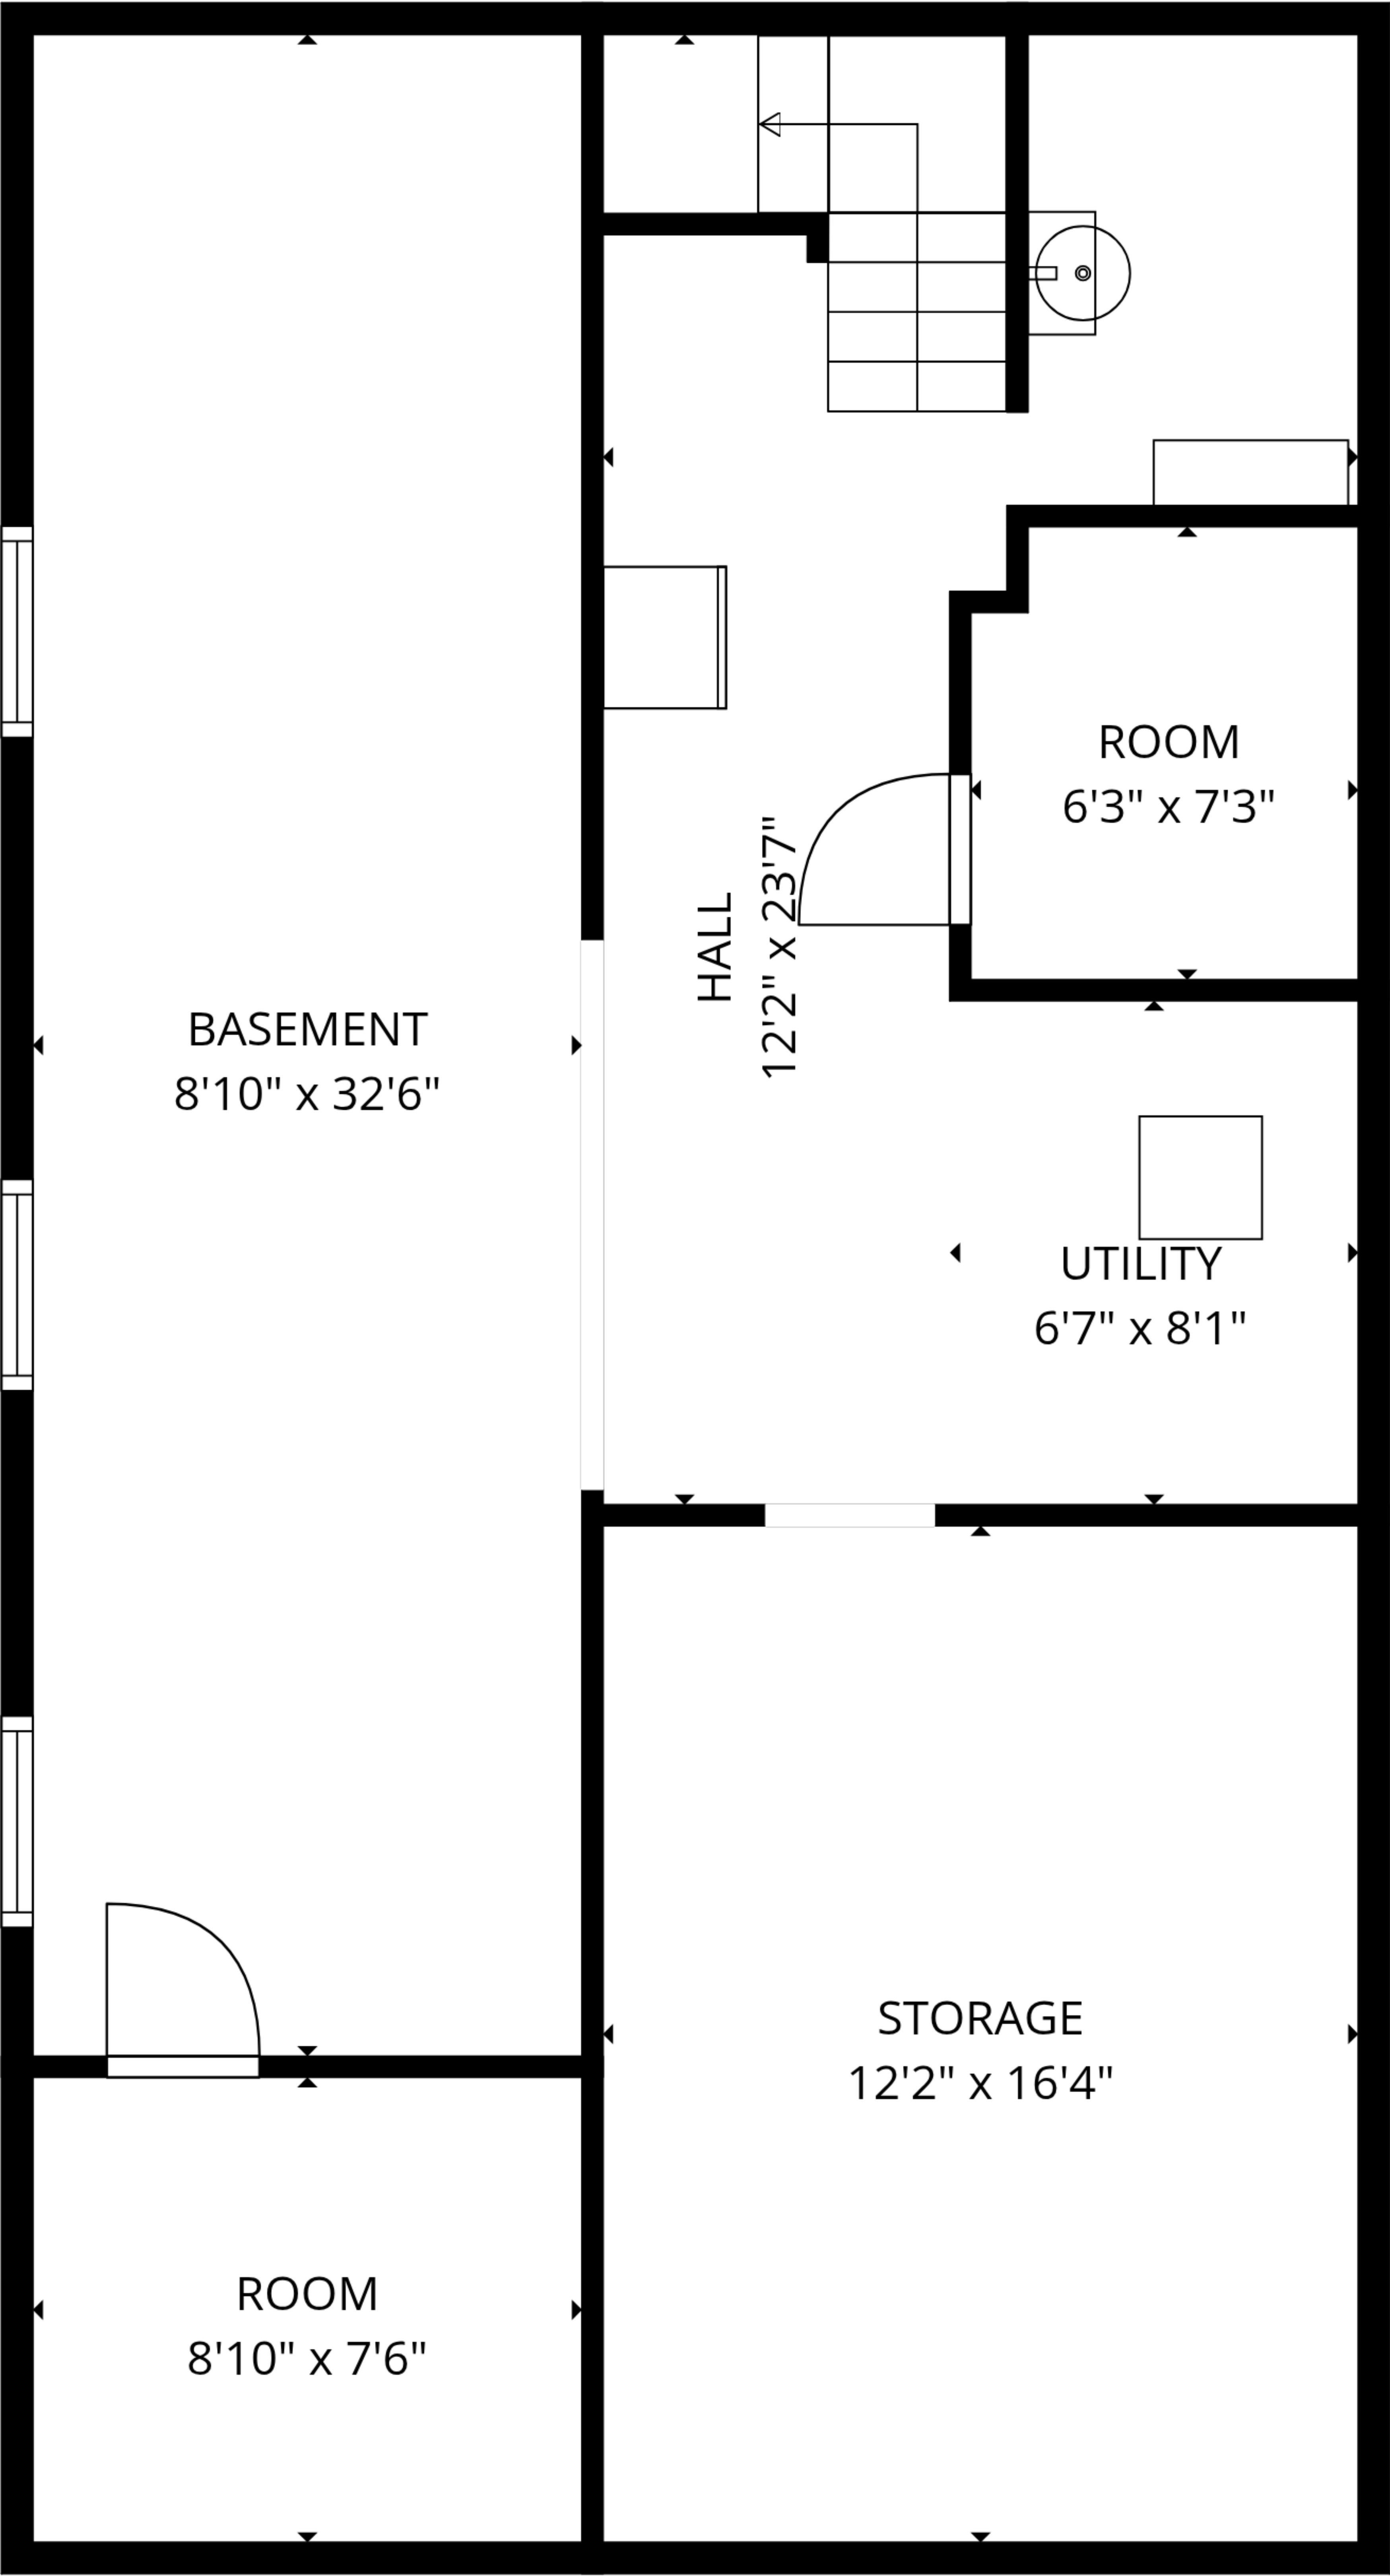 ROOM
6'3" x 7'3"
HALL
12'2" x 23'7"
BASEMENT
8'10" x 32'6"
UTILITY
6'7" x 8'1"
STORAGE
12'2" x 16'4"
ROOM
8'10" x 7'6"